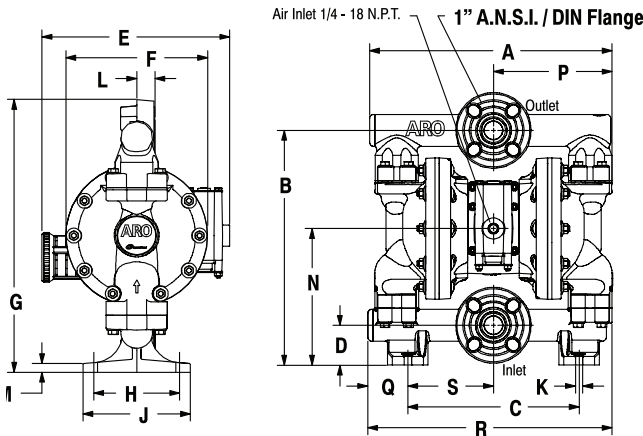 Air Inlet 1/4 - 18 N.P.T.
1” A.N.S.I. / DIN Flange
E
F
L
A
P
Outlet
ARO
B
ARO
N
G
D
Inlet
H
J
Q
S
K
C
R